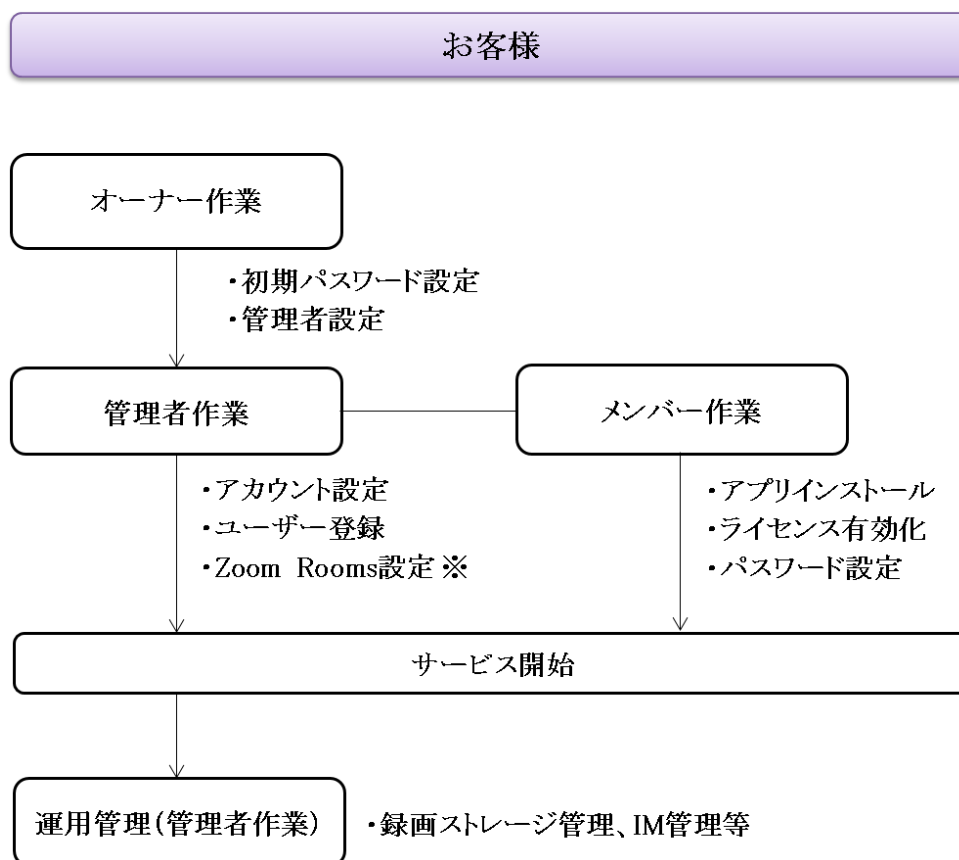 お客様
オーナー作業
・初期パスワード設定
・管理者設定
管理者作業
メンバー作業
・アカウント設定
・ユーザー登録
・Zoom Rooms設定※
・アプリインストール
・ライセンス有効化
・パスワード設定
サービス開始
運用管理(管理者作業)
・録画ストレージ管理、IM管理等